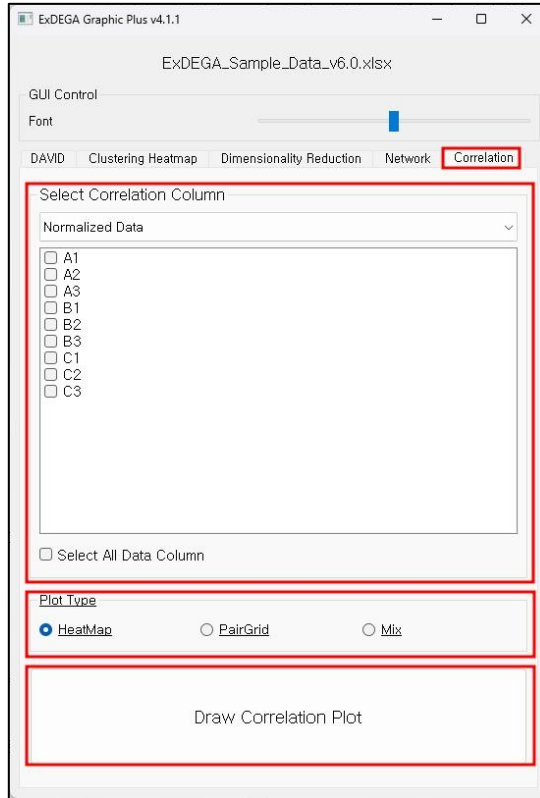 ExDEGA Graphic Plus v4.1.1
ExDEGA_Sample_Data_v6.0.xlsx
GUI Control
Font
DAVID Clustering Heatmap Dimensionality Reduction Network Correlation
Select Correlation Column
Normalized Data
A1
A2
A3
B1
B2
B3
C1
C2
C3
Select All Data Column
Plot Type
HeatMap PairGrid Mix
Draw Correlation Plot